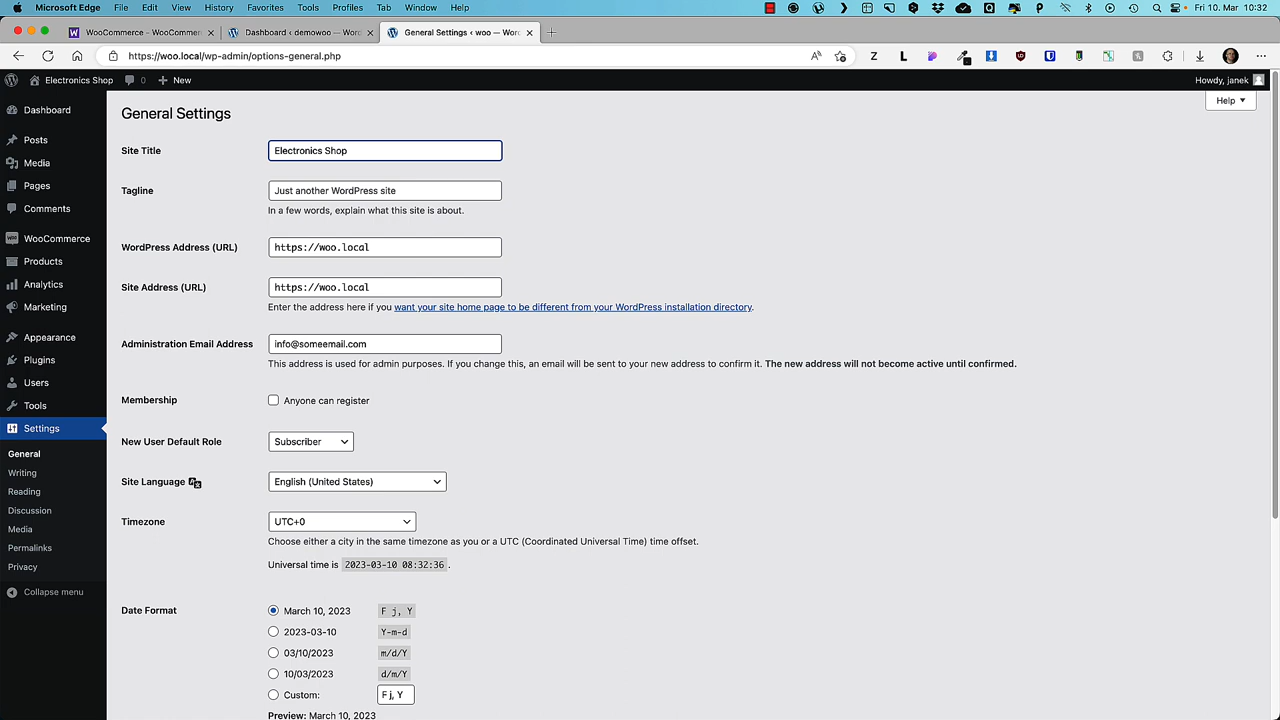 Microsoft Edge File Edit View History Favorites Tools Profiles Tab Window Help Fri 10. Mar 10:32
WooCommerce - WooCommer Dashboard ‹ demowoo — Wor General Settings ‹ woo — Wor
https://woo.local/wp-admin/options-general.php
Electronics Shop 0 New Howdy, janek
Help
General Settings
Dashboard
Posts
Media
Pages
Comments
WooCommerce
Products
Analytics
Marketing
Appearance
Plugins
Users
Tools
Settings
General
Writing
Reading
Discussion
Media
Permalinks
Privacy
Collapse menu
Site Title Electronics Shop
Tagline Just another WordPress site
In a few words, explain what this site is about.
WordPress Address (URL) https://woo.local
Site Address (URL) https://woo.local
Enter the address here if you want your site home page to be different from your WordPress installation directory.
Administration Email Address info@someemail.com
This address is used for admin purposes. If you change this, an email will be sent to your new address to confirm it. The new address will not become active until confirmed.
Membership Anyone can register
New User Default Role Subscriber
Site Language English (United States)
Timezone UTC+0
Choose either a city in the same timezone as you or a UTC (Coordinated Universal Time) time offset.
Universal time is 2023-03-10 08:32:36 .
Date Format March 10, 2023 F j, Y
2023-03-10 Y-m-d
03/10/2023 m/d/Y
10/03/2023 d/m/Y
Custom: F j, Y
Preview: March 10, 2023